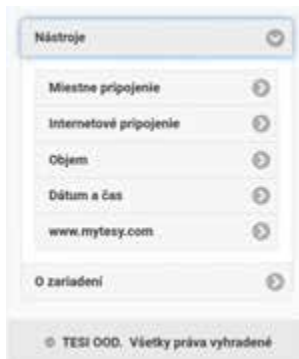 Nástroje
Miestne pripojenie
Internetové pripojenie
Objem
Dátum a čas
www.mytesy.com
O zariadení
© TESI OOD. Všetky práva vyhradené